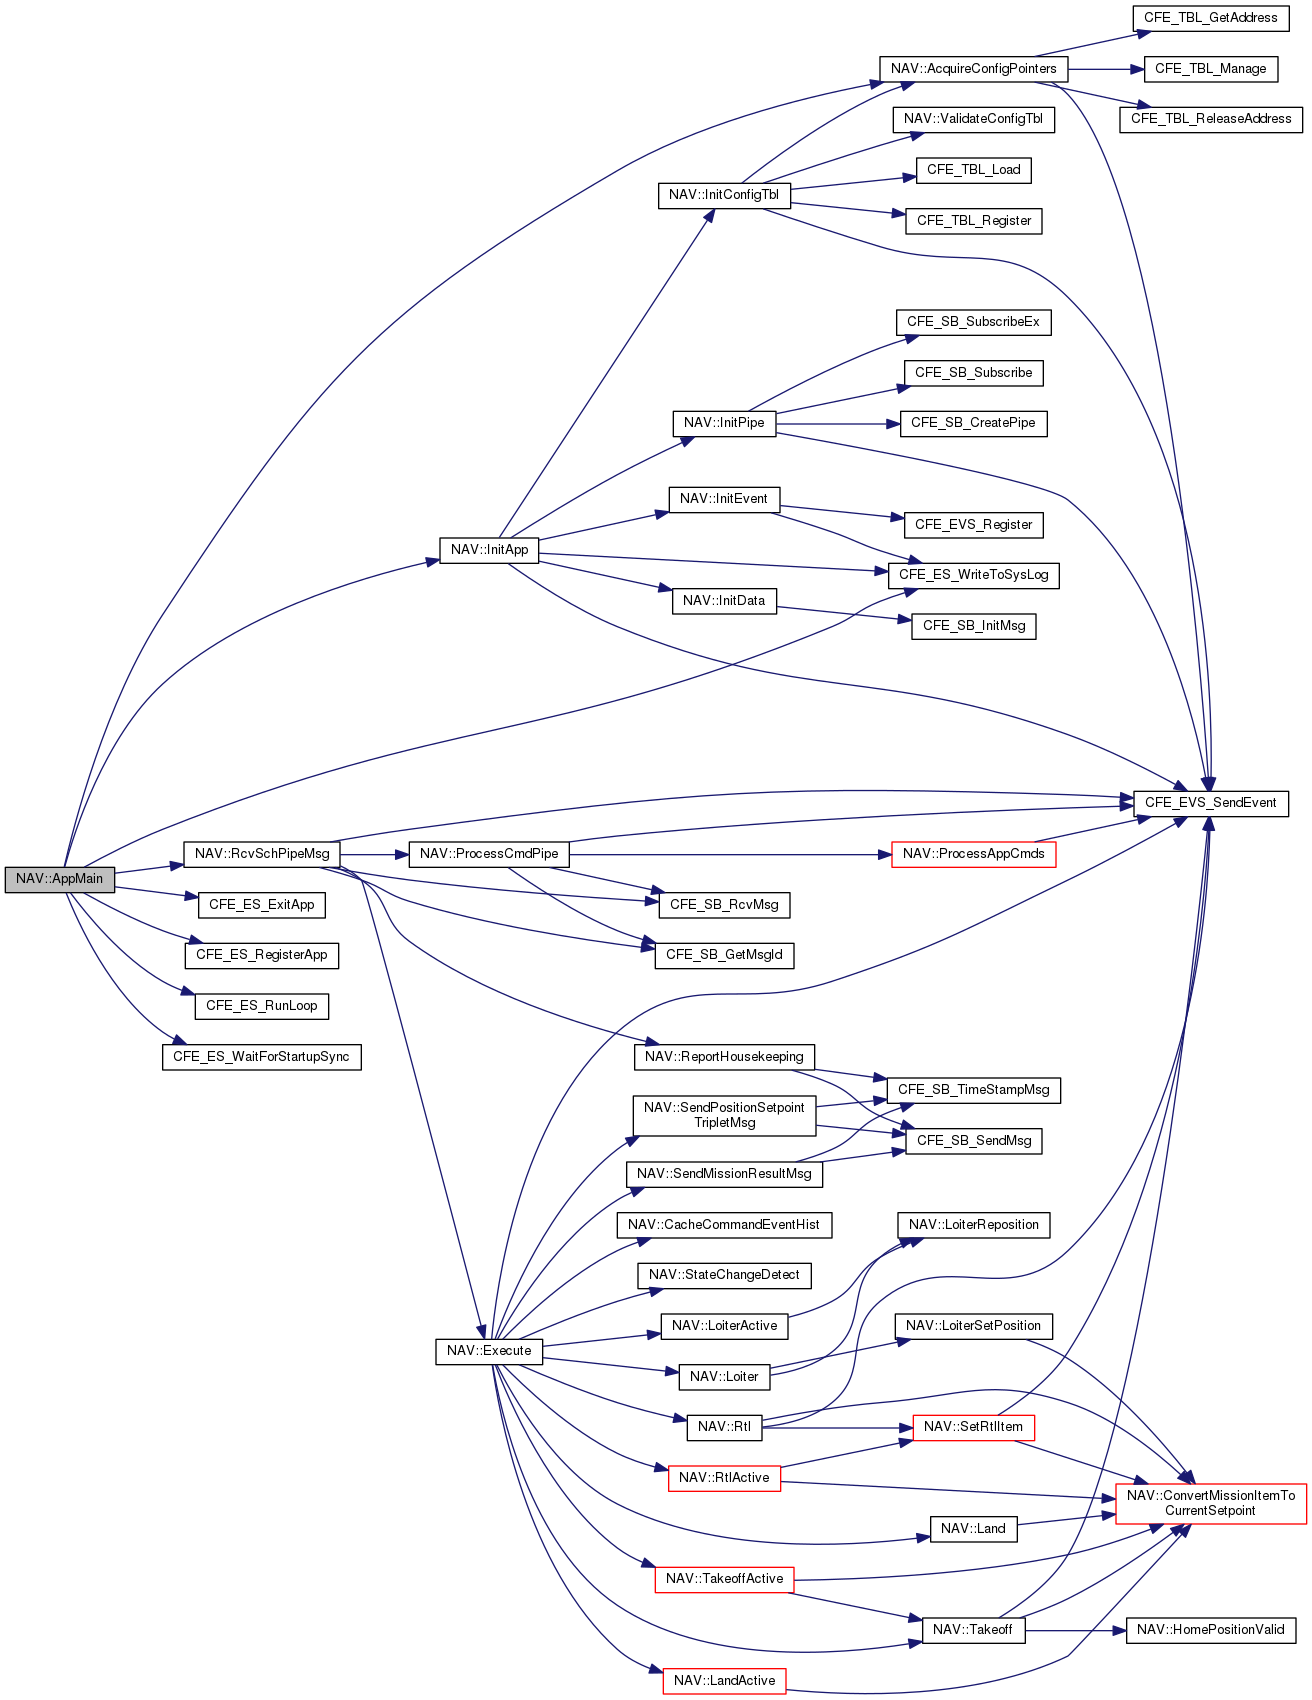 CFE_TBL_GetAddress
NAV::AcquireConfigPointers
CFE_TBL_Manage
CFE_TBL_ReleaseAddress
NAV::ValidateConfigTbl
CFE_TBL_Load
NAV::InitConfigTbl
CFE_TBL_Register
CFE_SB_SubscribeEx
CFE_SB_Subscribe
NAV::InitPipe
CFE_SB_CreatePipe
NAV::InitEvent
CFE_EVS_Register
NAV::InitApp
CFE_ES_WriteToSysLog
NAV::InitData
CFE_SB_InitMsg
CFE_EVS_SendEvent
NAV::AppMain
NAV::RcvSchPipeMsg
NAV::ProcessCmdPipe
NAV::ProcessAppCmds
CFE_ES_ExitApp
CFE_SB_RcvMsg
CFE_ES_RegisterApp
CFE_SB_GetMsgId
CFE_ES_RunLoop
CFE_ES_WaitForStartupSync
NAV::ReportHousekeeping
CFE_SB_TimeStampMsg
NAV::SendPositionSetpoint
TripletMsg
CFE_SB_SendMsg
NAV::SendMissionResultMsg
NAV::CacheCommandEventHist
NAV::LoiterReposition
NAV::StateChangeDetect
NAV::LoiterActive
NAV::LoiterSetPosition
NAV::Execute
NAV::Loiter
NAV::Rtl
NAV::SetRtlItem
NAV::RtlActive
NAV::ConvertMissionItemTo
CurrentSetpoint
NAV::Land
NAV::TakeoffActive
NAV::Takeoff
NAV::HomePositionValid
NAV::LandActive